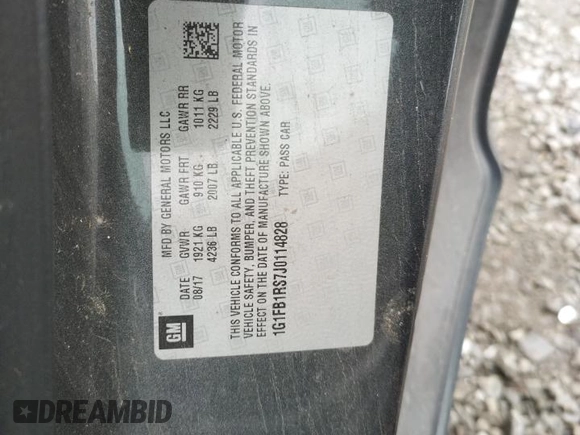 MFD BY GENERAL MOTORS LLC
DATE GVWR GAWR FRT GAWR RR
08/17 1921 KG 910 KG 1011 KG
4236 LB 2007 LB 2229 LB
THIS VEHICLE CONFORMS TO ALL APPLICABLE U.S. FEDERAL MOTOR
VEHICLE SAFETY, BUMPER, AND THEFT PREVENTION STANDARDS IN
EFFECT ON THE DATE OF MANUFACTURE SHOWN ABOVE.
1G1FB1RS7J0114828 TYPE: PASS CAR
GM
DREAMBID